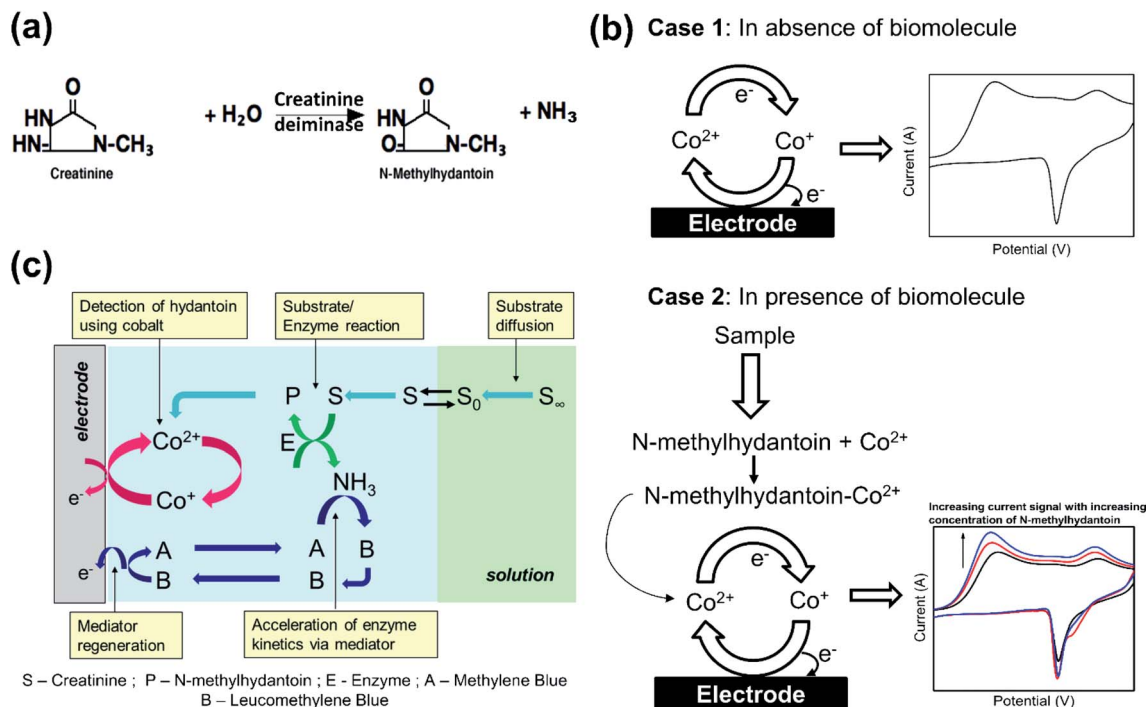 (a)
O
HN
HN
N-CH₃
Creatinine
+ H₂O
Creatinine
deiminase
O
HN
O
N-CH₃
N-Methylhydantoin
+ NH₃
(b) Case 1: In absence of biomolecule
e⁻
Co²⁺
Co⁺
e⁻
Electrode
Current (A)
Potential (V)
Case 2: In presence of biomolecule
Sample
N-methylhydantoin + Co²⁺
N-methylhydantoin-Co²⁺
e⁻
Co²⁺
Co⁺
e⁻
Electrode
Increasing current signal with increasing
concentration of N-methylhydantoin
Current (A)
Potential (V)
(c)
Detection of hydantoin
using cobalt
Substrate/
Enzyme reaction
Substrate
diffusion
electrode
P S S S₀ S∞
Co²⁺
E
Co⁺
NH₃
e⁻
A A B
e⁻
B B
solution
Mediator
regeneration
Acceleration of enzyme
kinetics via mediator
S – Creatinine ; P – N-methylhydantoin ; E - Enzyme ; A – Methylene Blue
B – Leucomethylene Blue